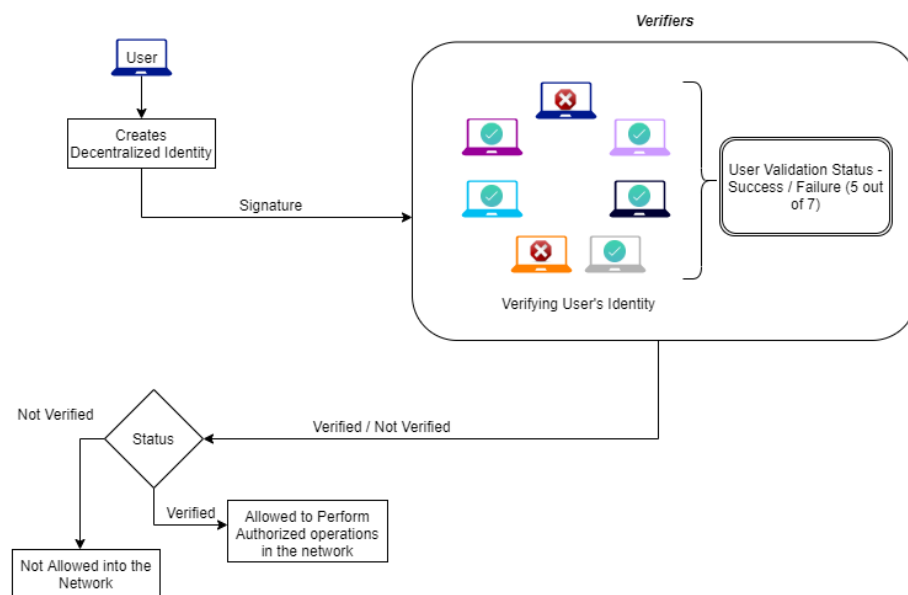 Verifiers
User
Creates
Decentralized Identity
Signature
User Validation Status -
Success / Failure (5 out
of 7)
Verifying User's Identity
Not Verified
Status
Verified / Not Verified
Verified
Allowed to Perform
Authorized operations
in the network
Not Allowed into the
Network